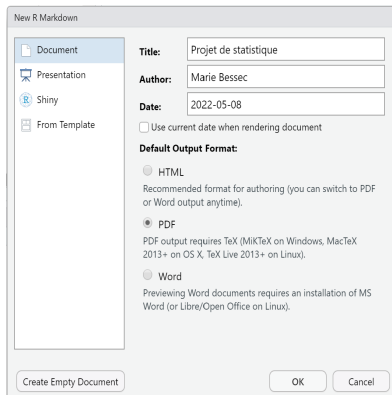 New R Markdown
Document
Presentation
R Shiny
From Template
Title: Projet de statistique
Author: Marie Bessec
Date: 2022-05-08
Use current date when rendering document
Default Output Format:
HTML
Recommended format for authoring (you can switch to PDF
or Word output anytime).
PDF
PDF output requires TeX (MiKTeX on Windows, MacTeX
2013+ on OS X, TeX Live 2013+ on Linux).
Word
Previewing Word documents requires an installation of MS
Word (or Libre/Open Office on Linux).
Create Empty Document
OK
Cancel